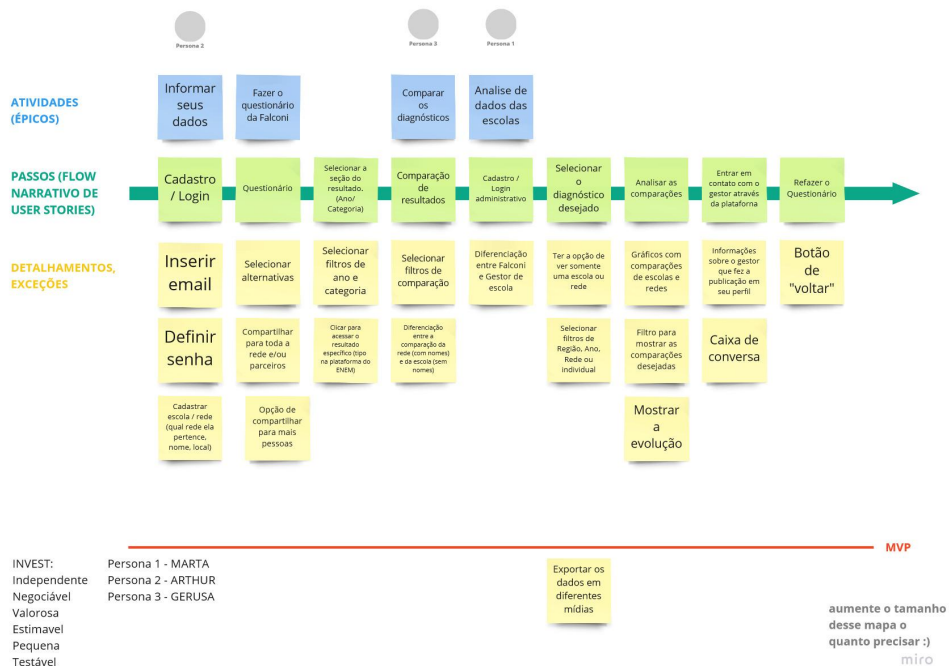 Persona 2
Persona 3
Persona 1
ATIVIDADES
(ÉPICOS)
Informar
seus
dados
Fazer o
questionário
da Falconi
Comparar
os
diagnósticos
Analise de
dados das
escolas
PASSOS (FLOW
NARRATIVO DE
USER STORIES)
Cadastro
/ Login
Questionário
Selecionar a
seção do
resultado.
(Ano/
Categoria)
Comparação
de
resultados
Cadastro /
Login
administrativo
Selecionar
o
diagnóstico
desejado
Analisar as
comparações
Entrar em
contato com o
gestor através
da plataforna
Refazer o
Questionário
DETALHAMENTOS,
EXCEÇÕES
Inserir
email
Selecionar
alternativas
Selecionar
filtros de
ano e
categoria
Selecionar
filtros de
comparação
Diferenciação
entre Falconi
e Gestor de
escola
Ter a opção de
ver somente
uma escola ou
rede
Gráficos com
comparações
de escolas e
redes
Informações
sobre o gestor
que fez a
publicação em
seu perfil
Botão
de
"voltar"
Definir
senha
Compartilhar
para toda a
rede e/ou
parceiros
Clicar para
acessar o
resultado
específico (tipo
na plataforma do
ENEM)
Diferenciação
entre a
comparação da
rede (com nomes)
e da escola (sem
nomes)
Selecionar
filtros de
Região, Ano,
Rede ou
individual
Filtro para
mostrar as
comparações
desejadas
Caixa de
conversa
Cadastrar
escola / rede
(qual rede ela
pertence,
nome, local)
Opção de
compartilhar
para mais
pessoas
Mostrar
a
evolução
MVP
INVEST:
Independente
Negociável
Valorosa
Estimavel
Pequena
Testável
Persona 1 - MARTA
Persona 2 - ARTHUR
Persona 3 - GERUSA
Exportar os
dados em
diferentes
mídias
aumente o tamanho
desse mapa o
quanto precisar :)
miro